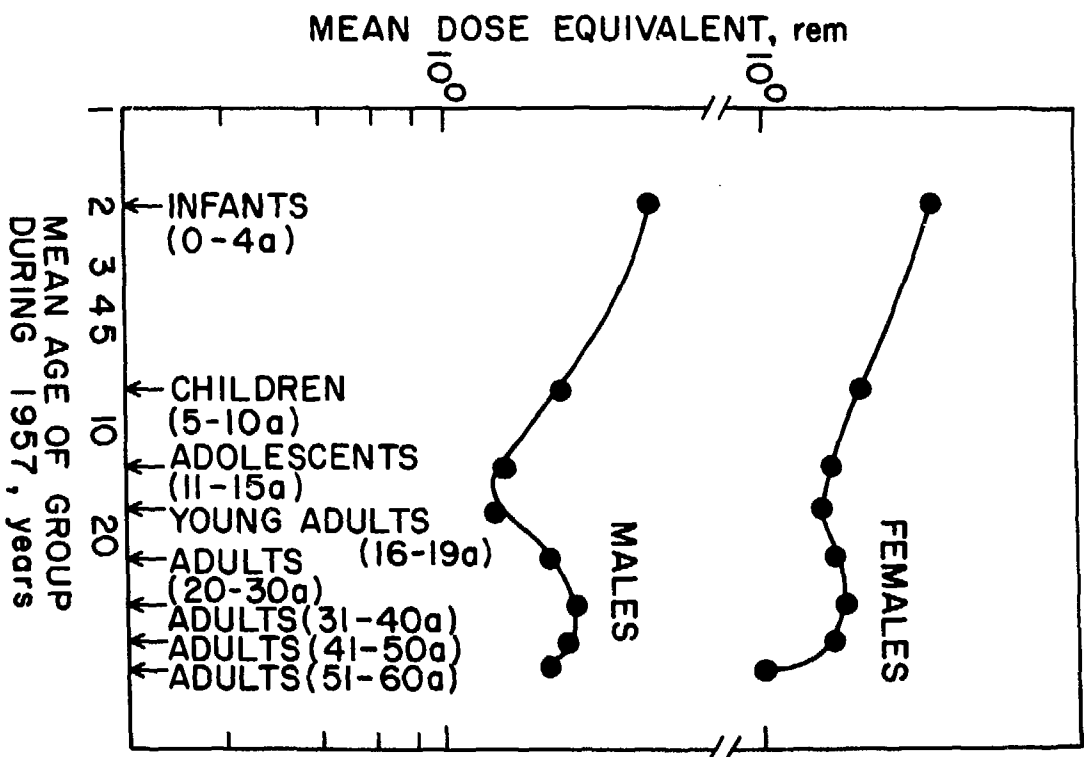 MEAN DOSE EQUIVALENT, rem
10⁰
10⁰
1
2
3
4
5
10
20
MEAN AGE OF GROUP
DURING 1957, years
INFANTS
(0-4a)
CHILDREN
(5-10a)
ADOLESCENTS
(11-15a)
YOUNG ADULTS
(16-19a)
ADULTS
(20-30a)
ADULTS(31-40a)
ADULTS(41-50a)
ADULTS(51-60a)
MALES
FEMALES